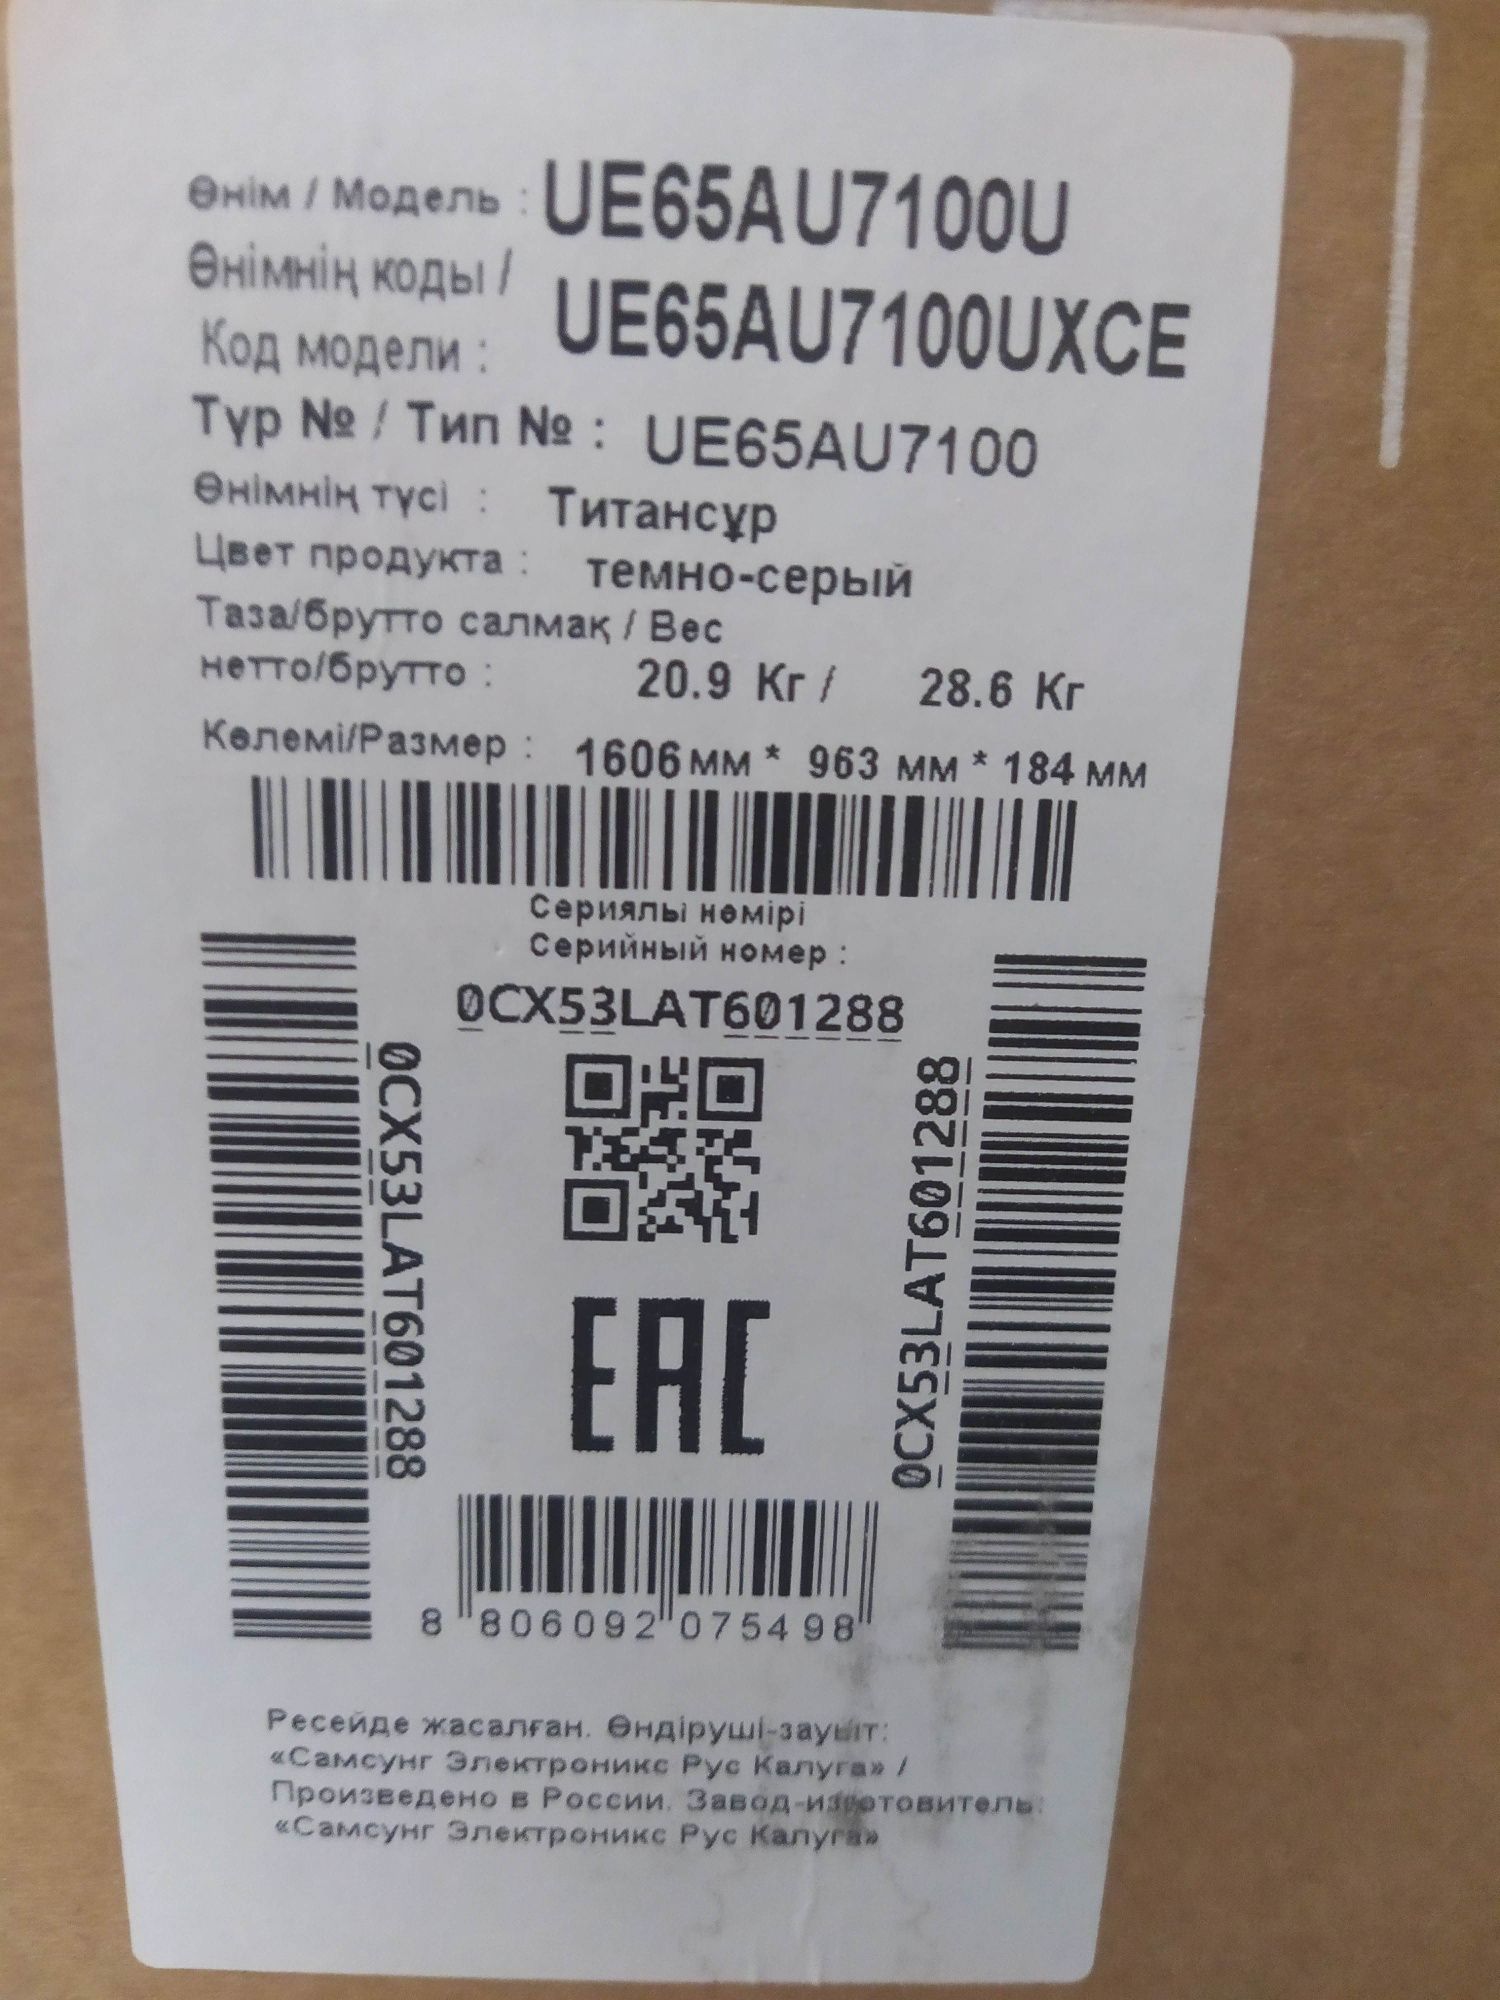 Өнім / Модель : UE65AU7100U
Өнімнің коды /
Код модели : UE65AU7100UXCE
Түр № / Тип № : UE65AU7100
Өнімнің түсі : Титансұр
Цвет продукта : темно-серый
Таза/брутто салмақ / Вес
нетто/брутто : 20.9 Кг / 28.6 Кг
Көлемі/Размер : 1606 мм * 963 мм * 184 мм
Сериялы нөмірі
Серийный номер :
0CX53LAT601288
0CX53LAT601288
0CX53LAT601288
EAC
8 806092 075498
Ресейде жасалған. Өндіруші-зауыт:
«Самсунг Электроникс Рус Калуга» /
Произведено в России. Завод-изготовитель:
«Самсунг Электроникс Рус Калуга»